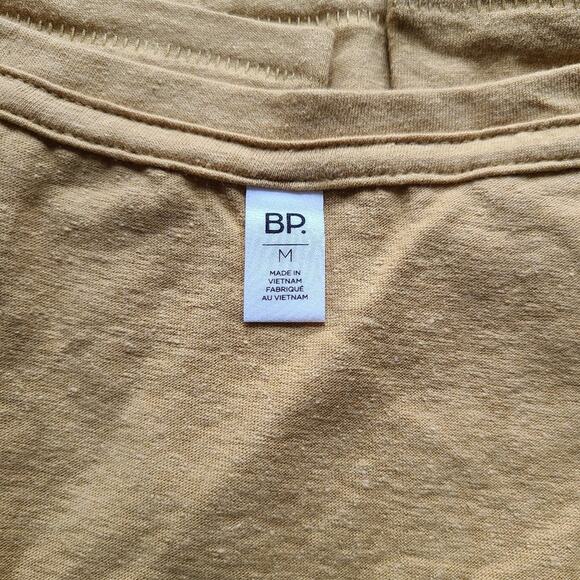 BP.
M
MADE IN
VIETNAM
FABRIQUÉ
AU VIETNAM